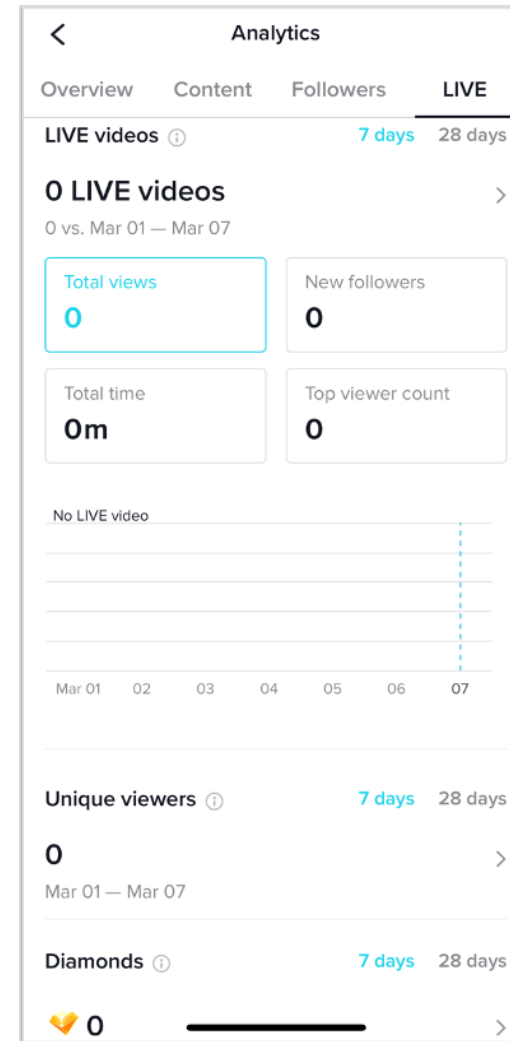 Analytics
Overview Content Followers LIVE
LIVE videos 7 days 28 days
0 LIVE videos
0 vs. Mar 01 — Mar 07
Total views New followers
0 0
Total time Top viewer count
0m 0
No LIVE video
Mar 01 02 03 04 05 06 07
Unique viewers 7 days 28 days
0
Mar 01 — Mar 07
Diamonds 7 days 28 days
0